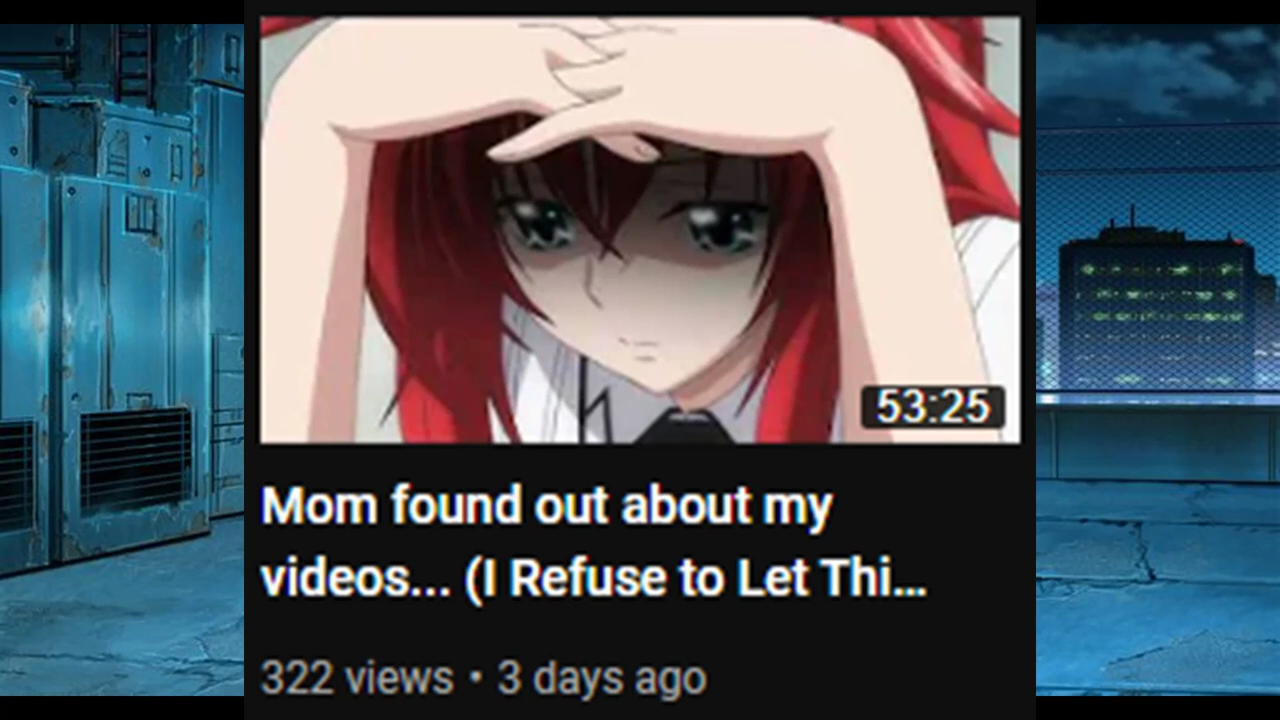 53:25
Mom found out about my
videos... (I Refuse to Let Thi...
322 views • 3 days ago